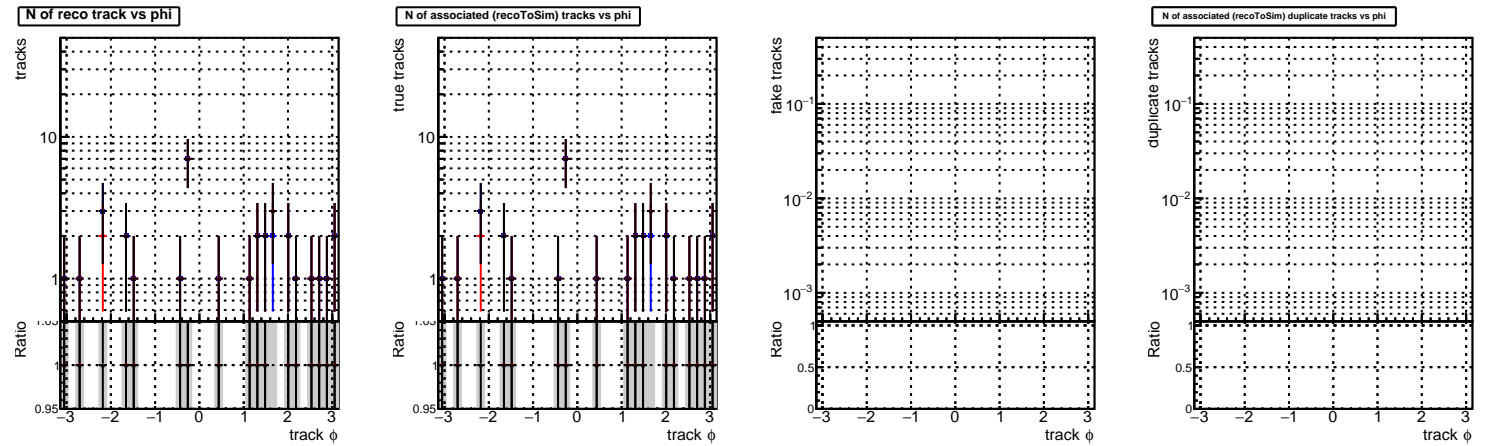 N of reco track vs phi
tracks
10
1
Ratio
1.05
1
0.95
−3 −2 −1 0 1 2 3
track ϕ
N of associated (recoToSim) tracks vs phi
true tracks
10
1
Ratio
1.05
1
0.95
−3 −2 −1 0 1 2 3
track ϕ
fake tracks
10−1
10−2
10−3
Ratio
1
0.5
0
−3 −2 −1 0 1 2 3
track ϕ
N of associated (recoToSim) duplicate tracks vs phi
duplicate tracks
10−1
10−2
10−3
Ratio
1
0.5
0
−3 −2 −1 0 1 2 3
track ϕ